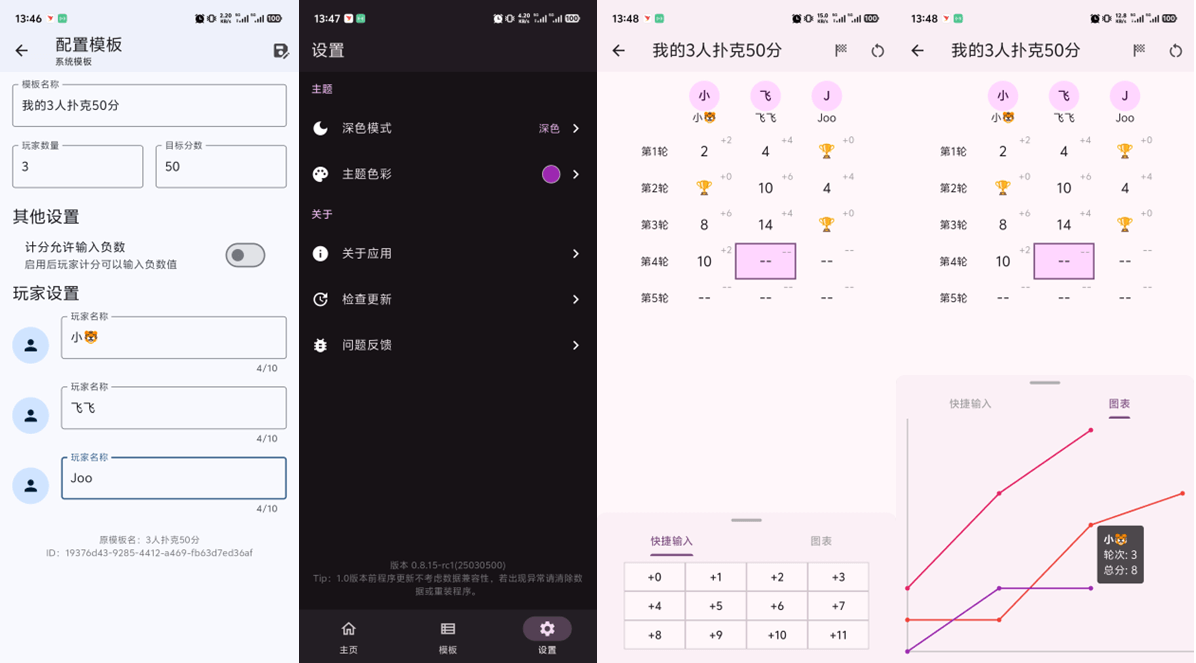 13:46
2.20 KB/s
100
配置模板
系统模板
模板名称
我的3人扑克50分
玩家数量
3
目标分数
50
其他设置
计分允许输入负数
启用后玩家计分可以输入负数值
玩家设置
玩家名称
小🐯
4/10
玩家名称
飞飞
4/10
玩家名称
Joo
4/10
原模板名：3人扑克50分
ID：19376d43-9285-4412-a469-fb63d7ed36af
13:47
4.20 KB/s
100
设置
主题
深色模式
深色
主题色彩
关于
关于应用
检查更新
问题反馈
版本 0.8.15-rc1(25030500)
Tip：1.0版本前程序更新不考虑数据兼容性，若出现异常请清除数
据或重装程序。
主页
模板
设置
13:48
15.0 KB/s
100
我的3人扑克50分
小 飞 J
小🐯 飞飞 Joo
第1轮 2 +2 4 +4 🏆 +0
第2轮 🏆 +0 10 +6 4 +4
第3轮 8 +6 14 +4 🏆 +0
第4轮 10 +2 -- -- -- --
第5轮 -- -- -- -- -- --
快捷输入
图表
+0 +1 +2 +3
+4 +5 +6 +7
+8 +9 +10 +11
13:48
12.8 KB/s
100
我的3人扑克50分
小 飞 J
小🐯 飞飞 Joo
第1轮 2 +2 4 +4 🏆 +0
第2轮 🏆 +0 10 +6 4 +4
第3轮 8 +6 14 +4 🏆 +0
第4轮 10 +2 -- -- -- --
第5轮 -- -- -- -- -- --
快捷输入
图表
小🐯
轮次: 3
总分: 8